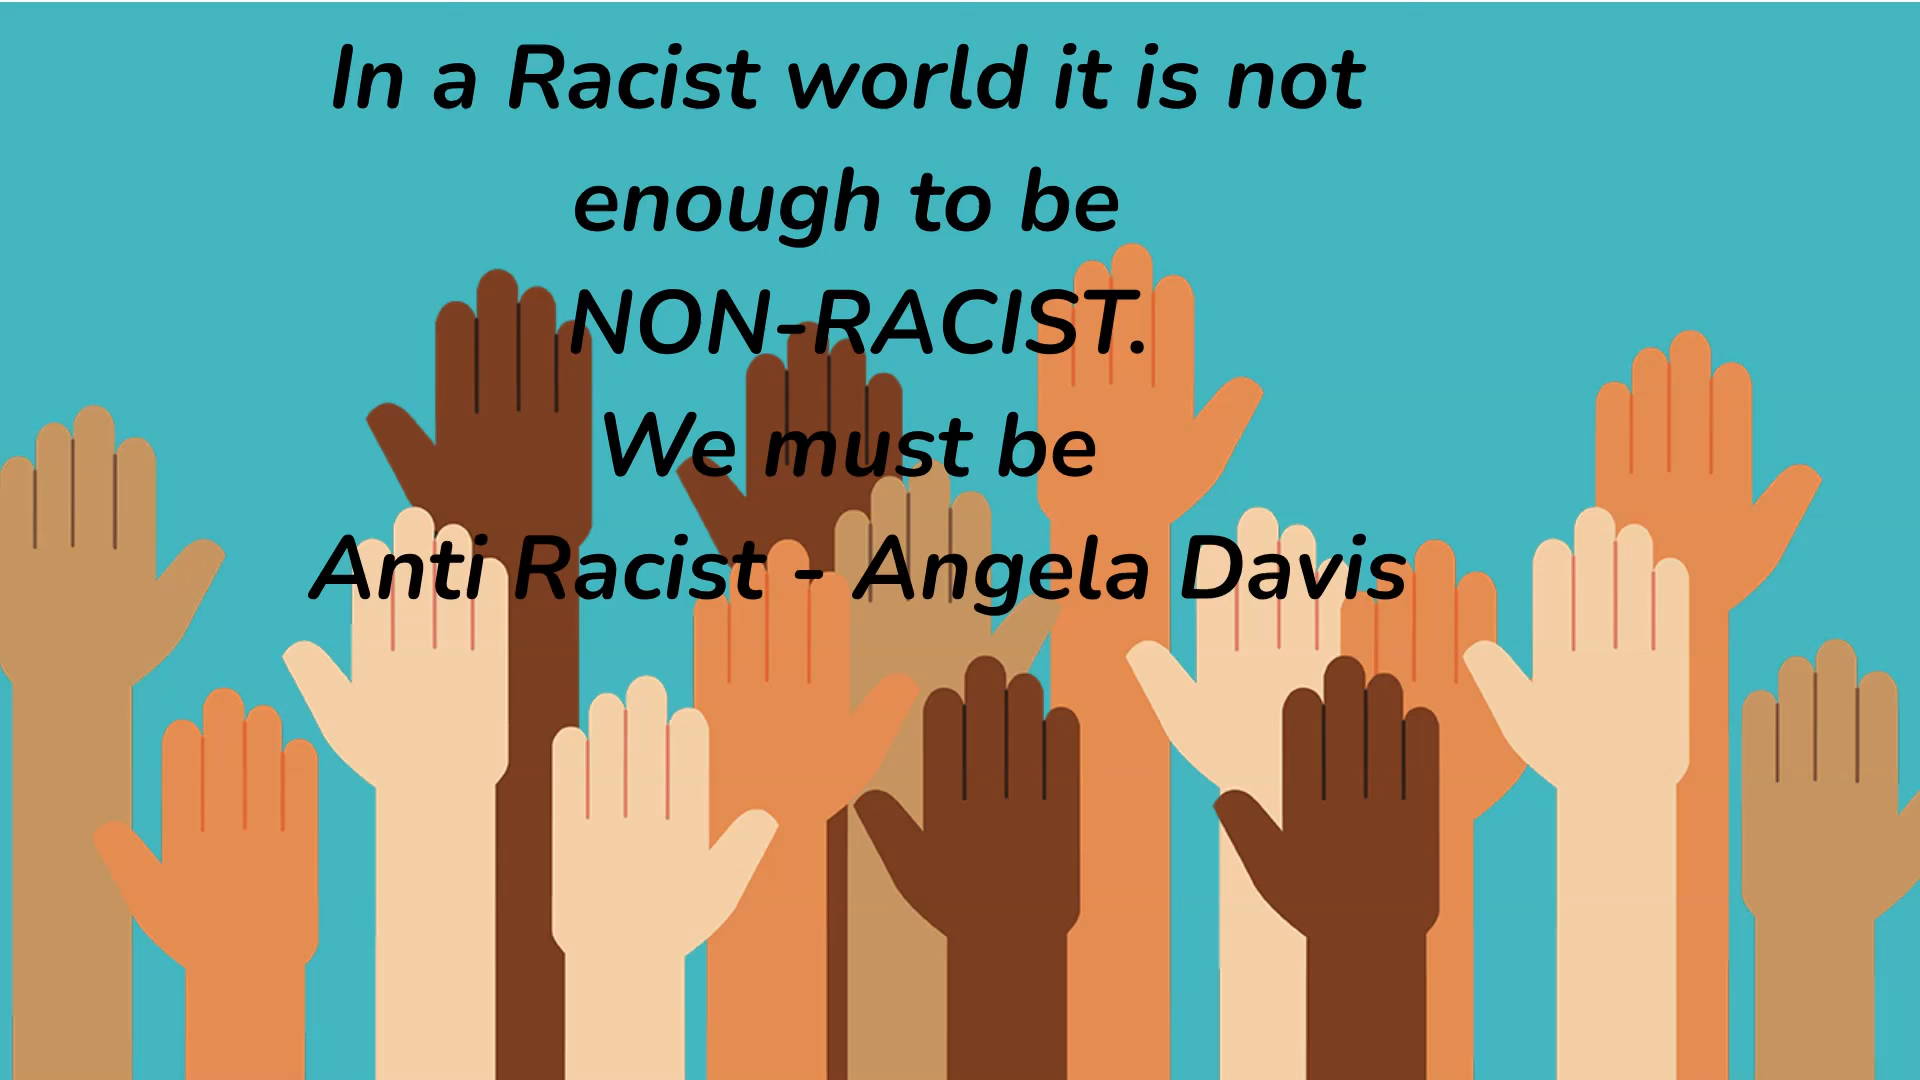 In a Racist world it is not
enough to be
NON-RACIST.
We must be
Anti Racist - Angela Davis